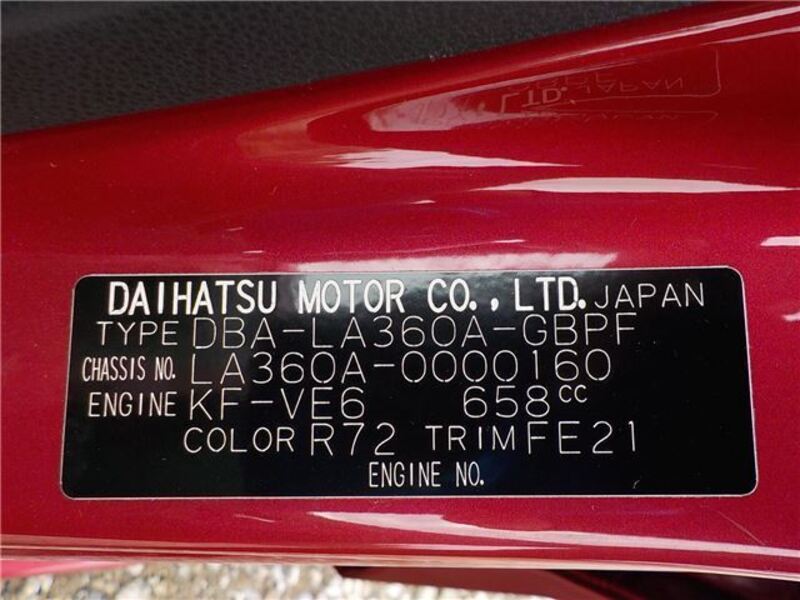 DAIHATSU MOTOR CO., LTD. JAPAN
TYPE DBA-LA360A-GBPF
CHASSIS NO. LA360A-0000160
ENGINE KF-VE6 658cc
COLOR R72 TRIM FE21
ENGINE NO.